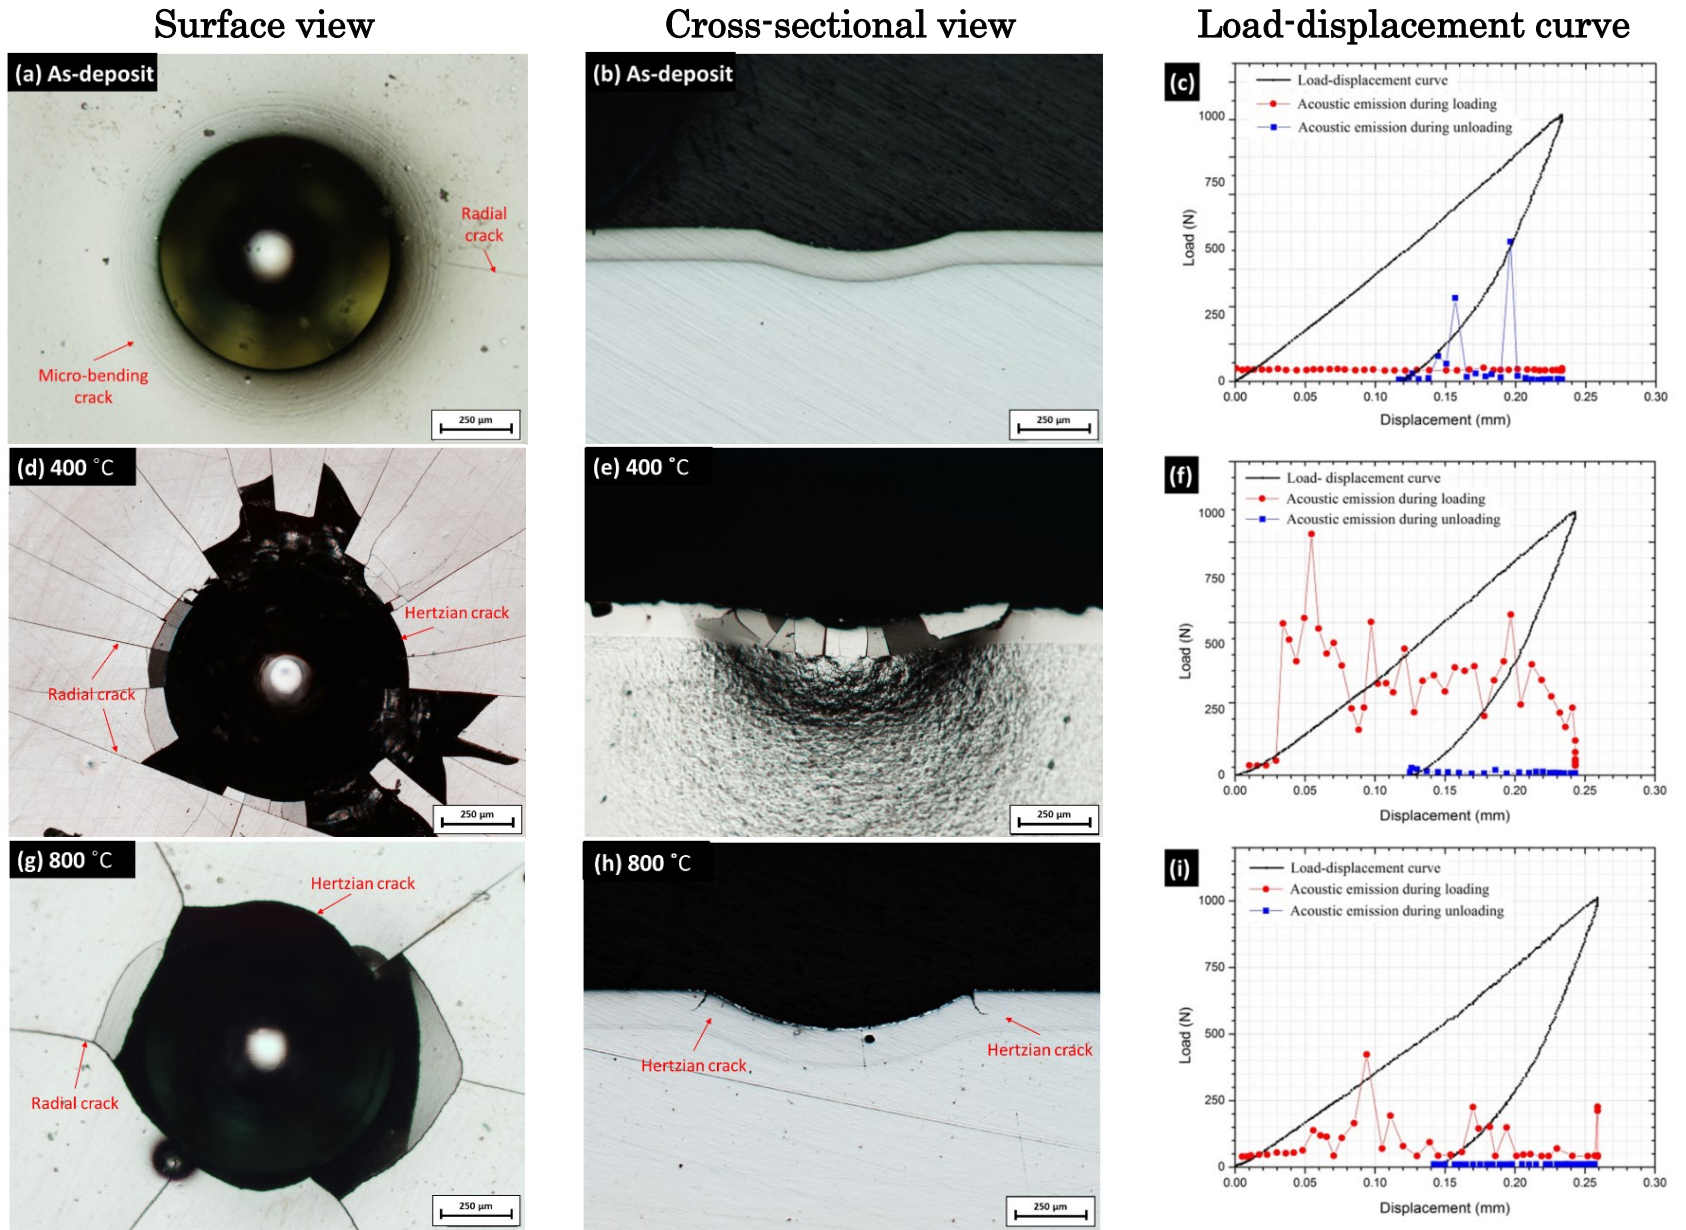 Surface view
Cross-sectional view
Load-displacement curve
(a) As-deposit
Radial
crack
Micro-bending
crack
250 µm
(b) As-deposit
250 µm
(c)
Load-displacement curve
Acoustic emission during loading
Acoustic emission during unloading
1000
750
500
250
0
Load (N)
0.00 0.05 0.10 0.15 0.20 0.25 0.30
Displacement (mm)
(d) 400 °C
Hertzian crack
Radial crack
250 µm
(e) 400 °C
250 µm
(f)
Load- displacement curve
Acoustic emission during loading
Acoustic emission during unloading
1000
750
500
250
0
Load (N)
0.00 0.05 0.10 0.15 0.20 0.25 0.30
Displacement (mm)
(g) 800 °C
Hertzian crack
Radial crack
250 µm
(h) 800 °C
Hertzian crack
Hertzian crack
250 µm
(i)
Load-displacement curve
Acoustic emission during loading
Acoustic emission during unloading
1000
750
500
250
0
Load (N)
0.00 0.05 0.10 0.15 0.20 0.25 0.30
Displacement (mm)